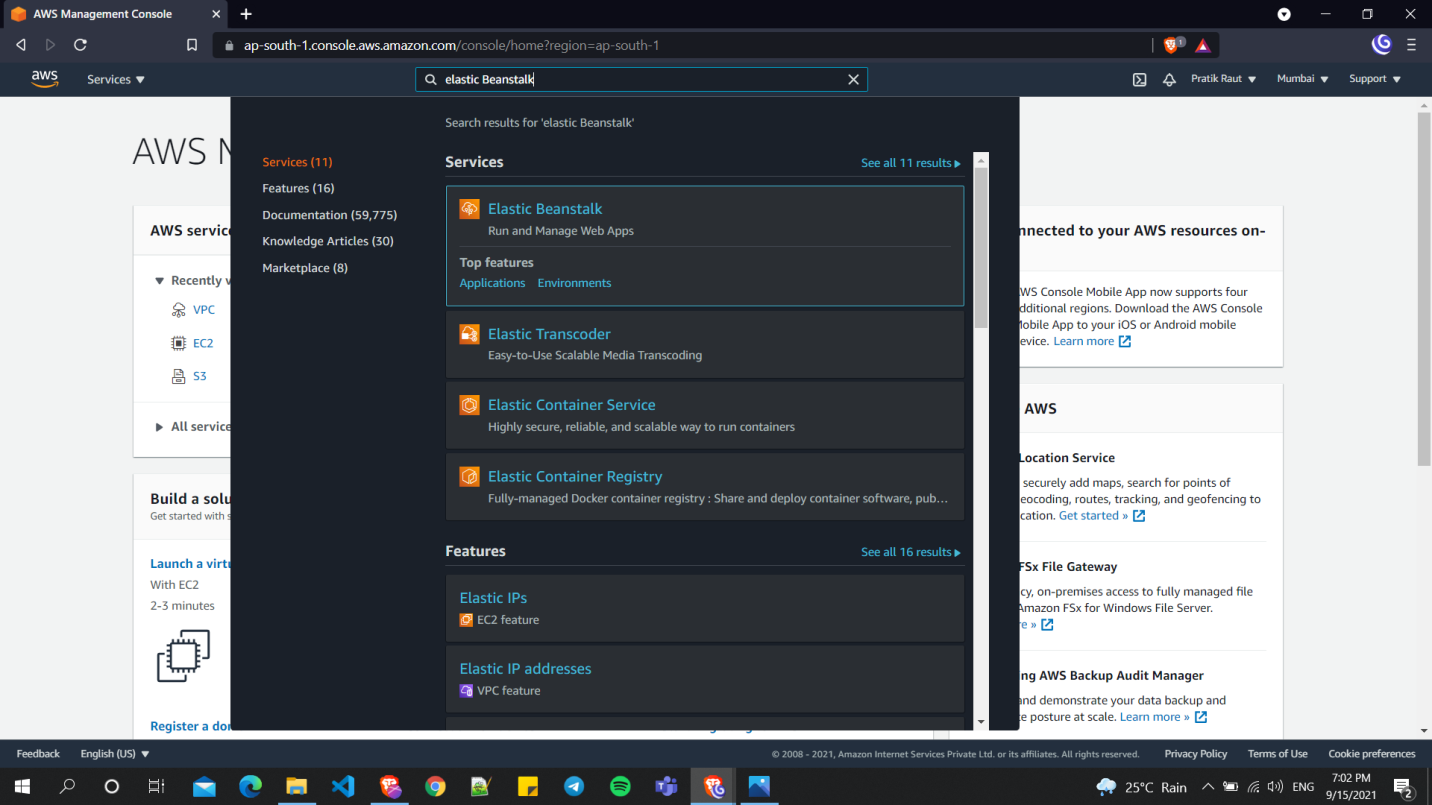 AWS Management Console
ap-south-1.console.aws.amazon.com/console/home?region=ap-south-1
1
aws
Services
elastic Beanstalk
Pratik Raut
Mumbai
Support
AWS M
Search results for 'elastic Beanstalk'
Services (11)
Features (16)
Documentation (59,775)
Knowledge Articles (30)
Marketplace (8)
Services
See all 11 results
Elastic Beanstalk
Run and Manage Web Apps
Top features
Applications Environments
Elastic Transcoder
Easy-to-Use Scalable Media Transcoding
Elastic Container Service
Highly secure, reliable, and scalable way to run containers
Elastic Container Registry
Fully-managed Docker container registry : Share and deploy container software, pub…
Features
See all 16 results
Elastic IPs
EC2 feature
Elastic IP addresses
VPC feature
AWS servic
Recently v
VPC
EC2
S3
All service
Build a solu
Get started with s
Launch a virtu
With EC2
2-3 minutes
Register a dor
nnected to your AWS resources on-
WS Console Mobile App now supports four
dditional regions. Download the AWS Console
Mobile App to your iOS or Android mobile
evice. Learn more
AWS
Location Service
securely add maps, search for points of
eocoding, routes, tracking, and geofencing to
cation. Get started »
FSx File Gateway
cy, on-premises access to fully managed file
Amazon FSx for Windows File Server.
re »
ng AWS Backup Audit Manager
and demonstrate your data backup and
e posture at scale. Learn more »
Feedback
English (US)
© 2008 - 2021, Amazon Internet Services Private Ltd. or its affiliates. All rights reserved.
Privacy Policy
Terms of Use
Cookie preferences
25°C Rain
ENG
7:02 PM
9/15/2021
2